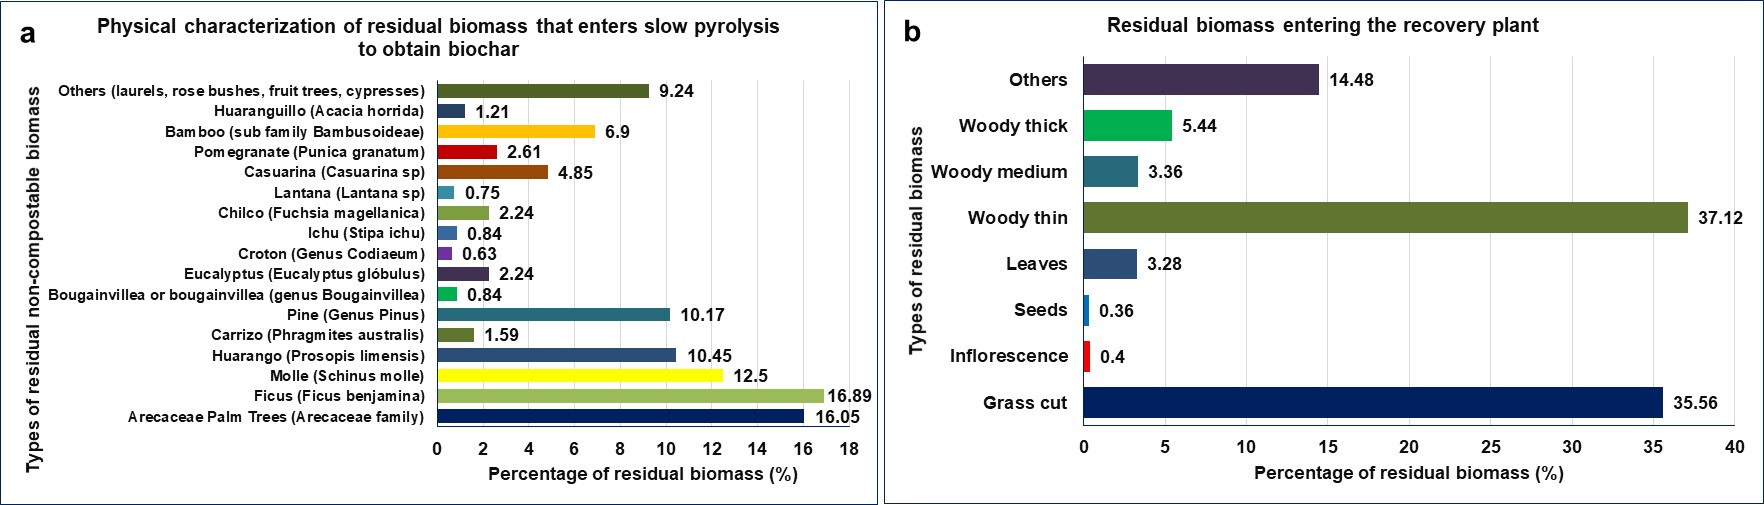 a
Physical characterization of residual biomass that enters slow pyrolysis
to obtain biochar
Types of residual non-compostable biomass
Others (laurels, rose bushes, fruit trees, cypresses) 9.24
Huaranguillo (Acacia horrida) 1.21
Bamboo (sub family Bambusoideae) 6.9
Pomegranate (Punica granatum) 2.61
Casuarina (Casuarina sp) 4.85
Lantana (Lantana sp) 0.75
Chilco (Fuchsia magellanica) 2.24
Ichu (Stipa ichu) 0.84
Croton (Genus Codiaeum) 0.63
Eucalyptus (Eucalyptus glóbulus) 2.24
Bougainvillea or bougainvillea (genus Bougainvillea) 0.84
Pine (Genus Pinus) 10.17
Carrizo (Phragmites australis) 1.59
Huarango (Prosopis limensis) 10.45
Molle (Schinus molle) 12.5
Ficus (Ficus benjamina) 16.89
Arecaceae Palm Trees (Arecaceae family) 16.05
0 2 4 6 8 10 12 14 16 18
Percentage of residual biomass (%)
b
Residual biomass entering the recovery plant
Types of residual biomass
Others 14.48
Woody thick 5.44
Woody medium 3.36
Woody thin 37.12
Leaves 3.28
Seeds 0.36
Inflorescence 0.4
Grass cut 35.56
0 5 10 15 20 25 30 35 40
Percentage of residual biomass (%)